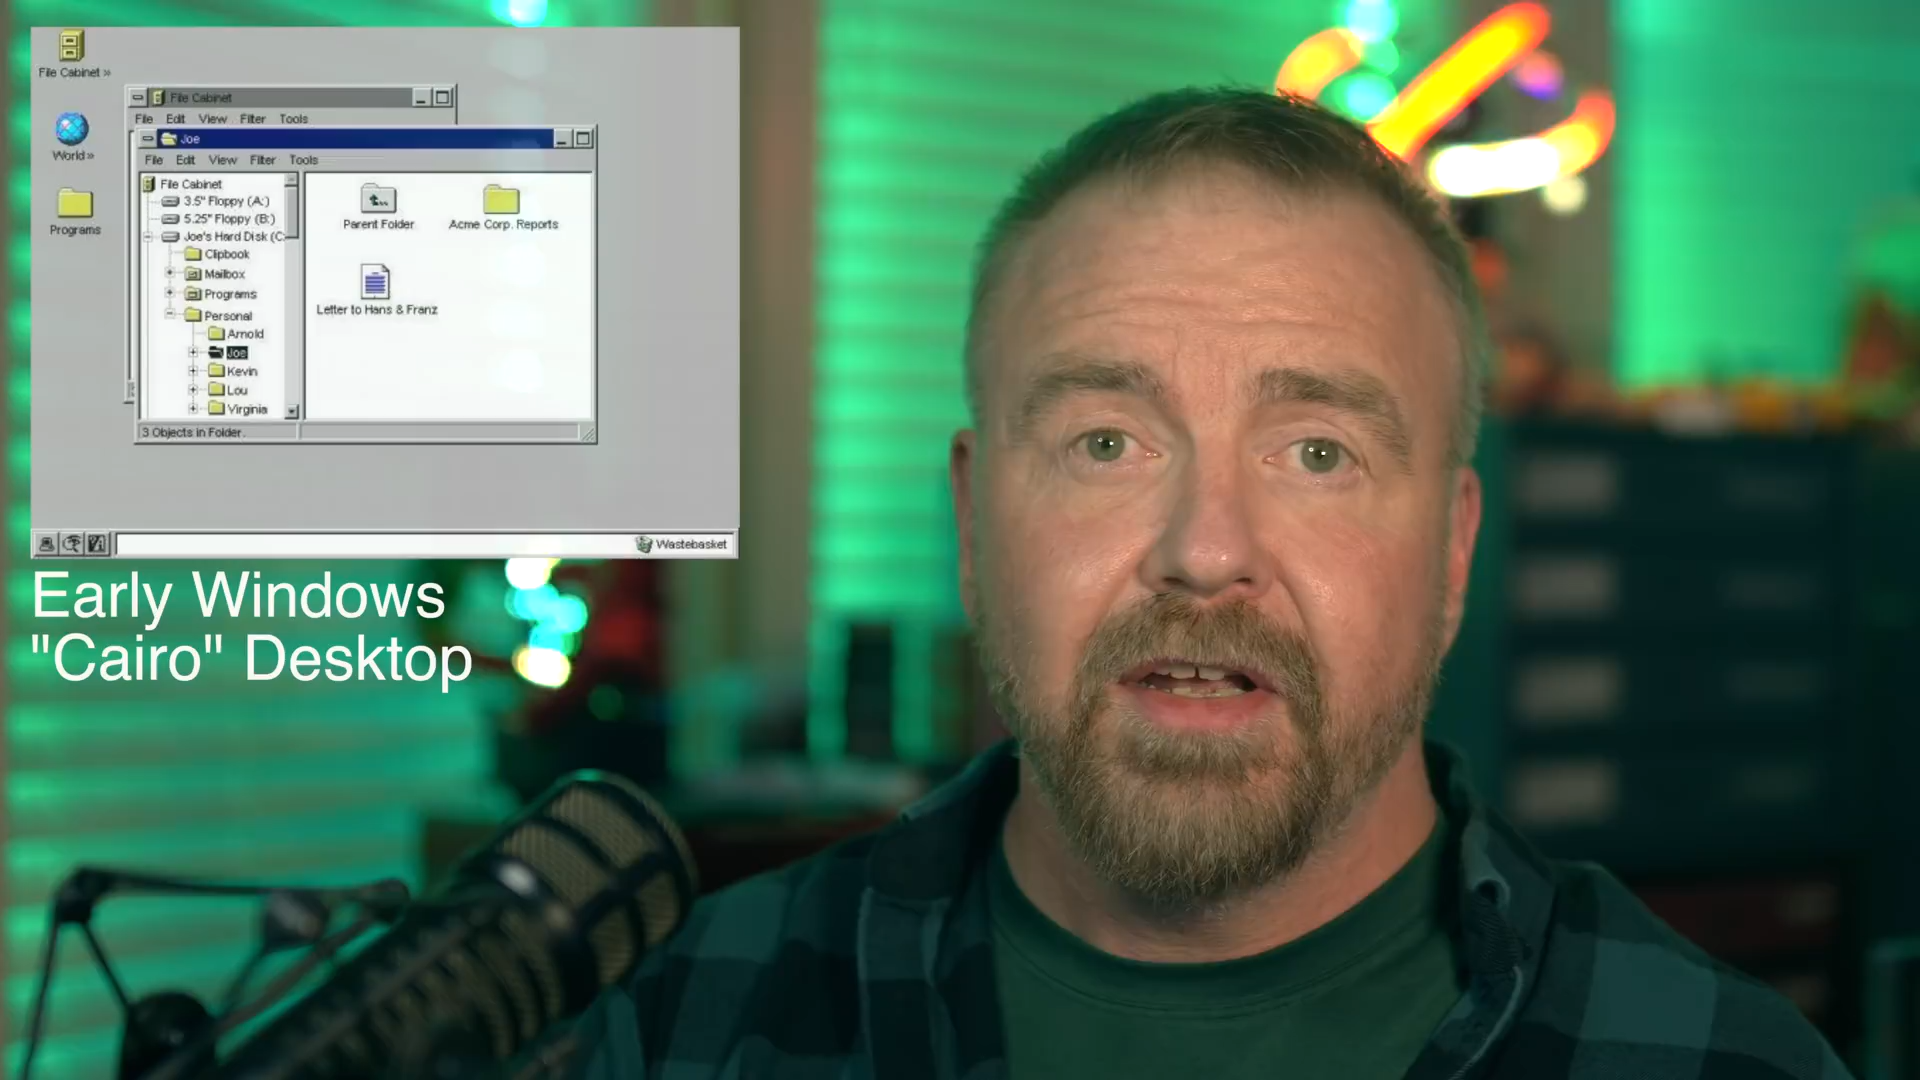 File Cabinet »
World »
Programs
File Cabinet
File Edit View Filter Tools
Joe
File Edit View Filter Tools
File Cabinet
3.5" Floppy (A:)
5.25" Floppy (B:)
Joe's Hard Disk (C:
Clipbook
Mailbox
Programs
Personal
Arnold
Joe
Kevin
Lou
Virginia
Parent Folder
Acme Corp. Reports
Letter to Hans & Franz
3 Objects in Folder.
Wastebasket
Early Windows
"Cairo" Desktop